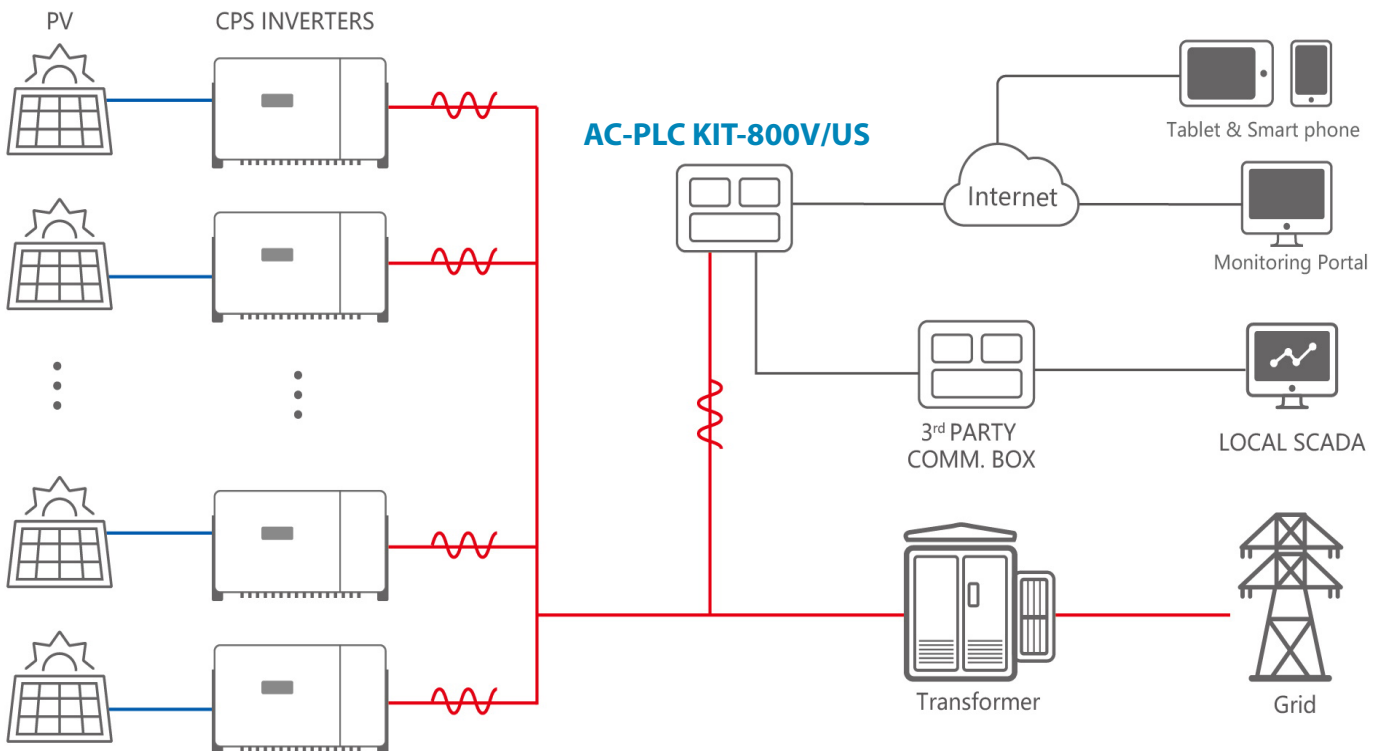 PV
CPS INVERTERS
AC-PLC KIT-800V/US
Internet
Tablet & Smart phone
Monitoring Portal
3rd PARTY
COMM. BOX
LOCAL SCADA
Transformer
Grid